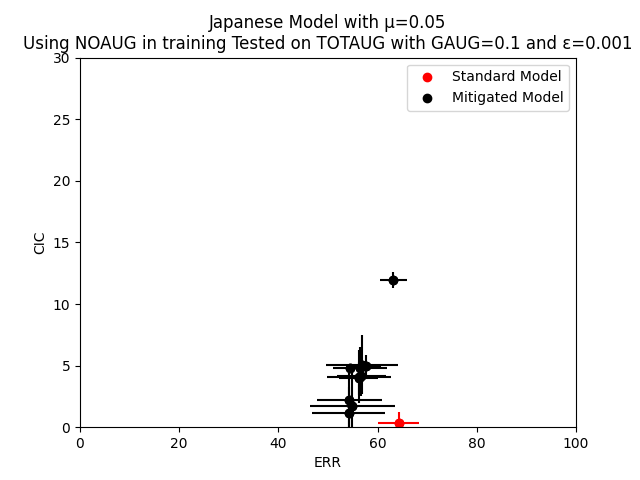 Japanese Model with μ=0.05
Using NOAUG in training Tested on TOTAUG with GAUG=0.1 and ε=0.001
Standard Model
Mitigated Model
30
25
20
15
10
5
0
CIC
0 20 40 60 80 100
ERR